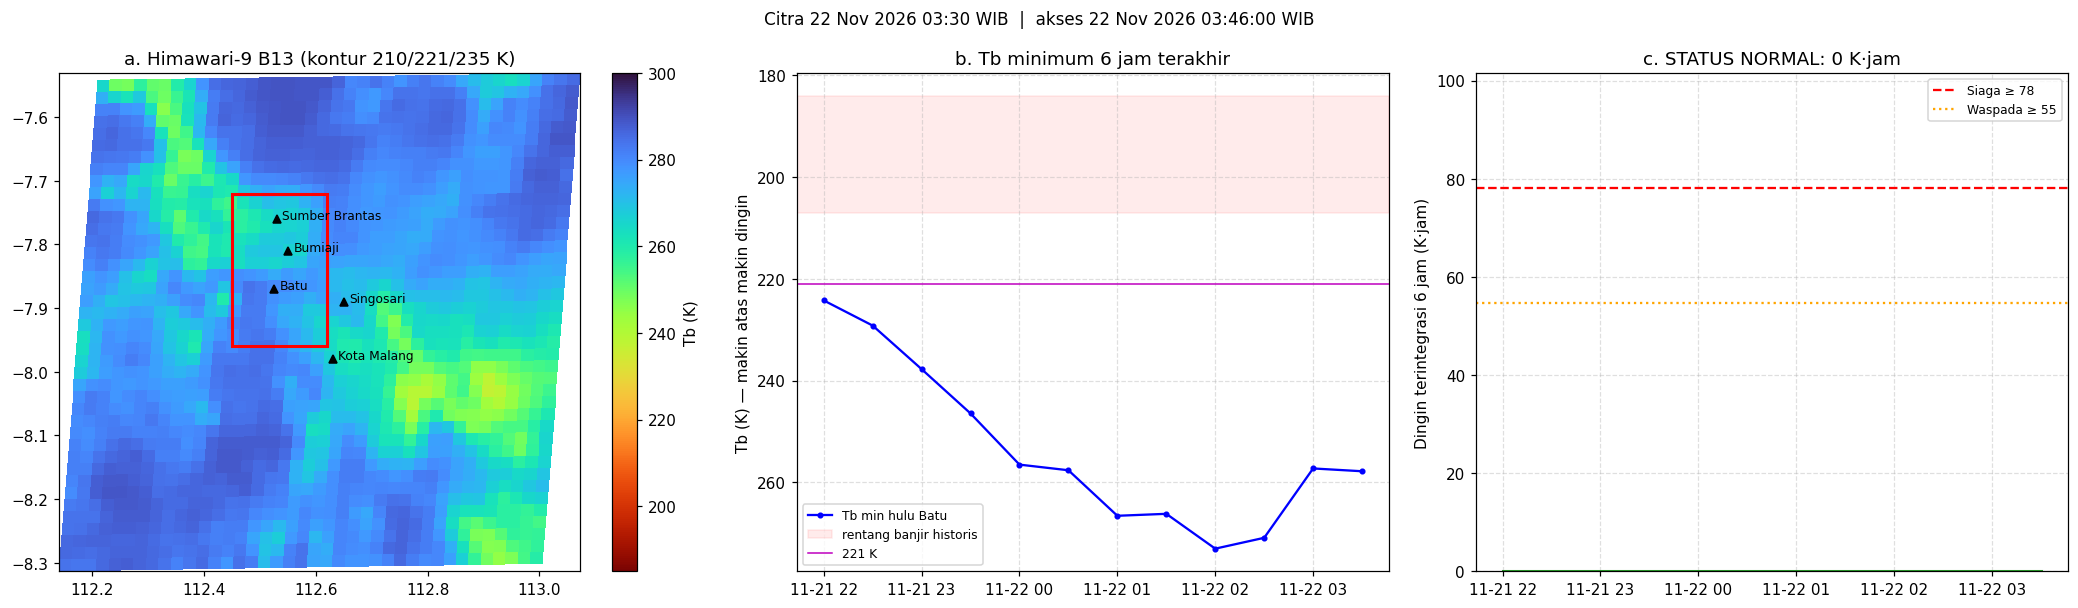 Citra 22 Nov 2026 03:30 WIB | akses 22 Nov 2026 03:46:00 WIB
a. Himawari-9 B13 (kontur 210/221/235 K)
−7.6
−7.7
−7.8
−7.9
−8.0
−8.1
−8.2
−8.3
112.2
112.4
112.6
112.8
113.0
Sumber Brantas
Bumiaji
Batu
Singosari
Kota Malang
300
280
260
240
220
200
Tb (K)
b. Tb minimum 6 jam terakhir
Tb (K) — makin atas makin dingin
180
200
220
240
260
Tb min hulu Batu
rentang banjir historis
221 K
11-21 22
11-21 23
11-22 00
11-22 01
11-22 02
11-22 03
c. STATUS NORMAL: 0 K·jam
Dingin terintegrasi 6 jam (K·jam)
100
80
60
40
20
0
Siaga ≥ 78
Waspada ≥ 55
11-21 22
11-21 23
11-22 00
11-22 01
11-22 02
11-22 03